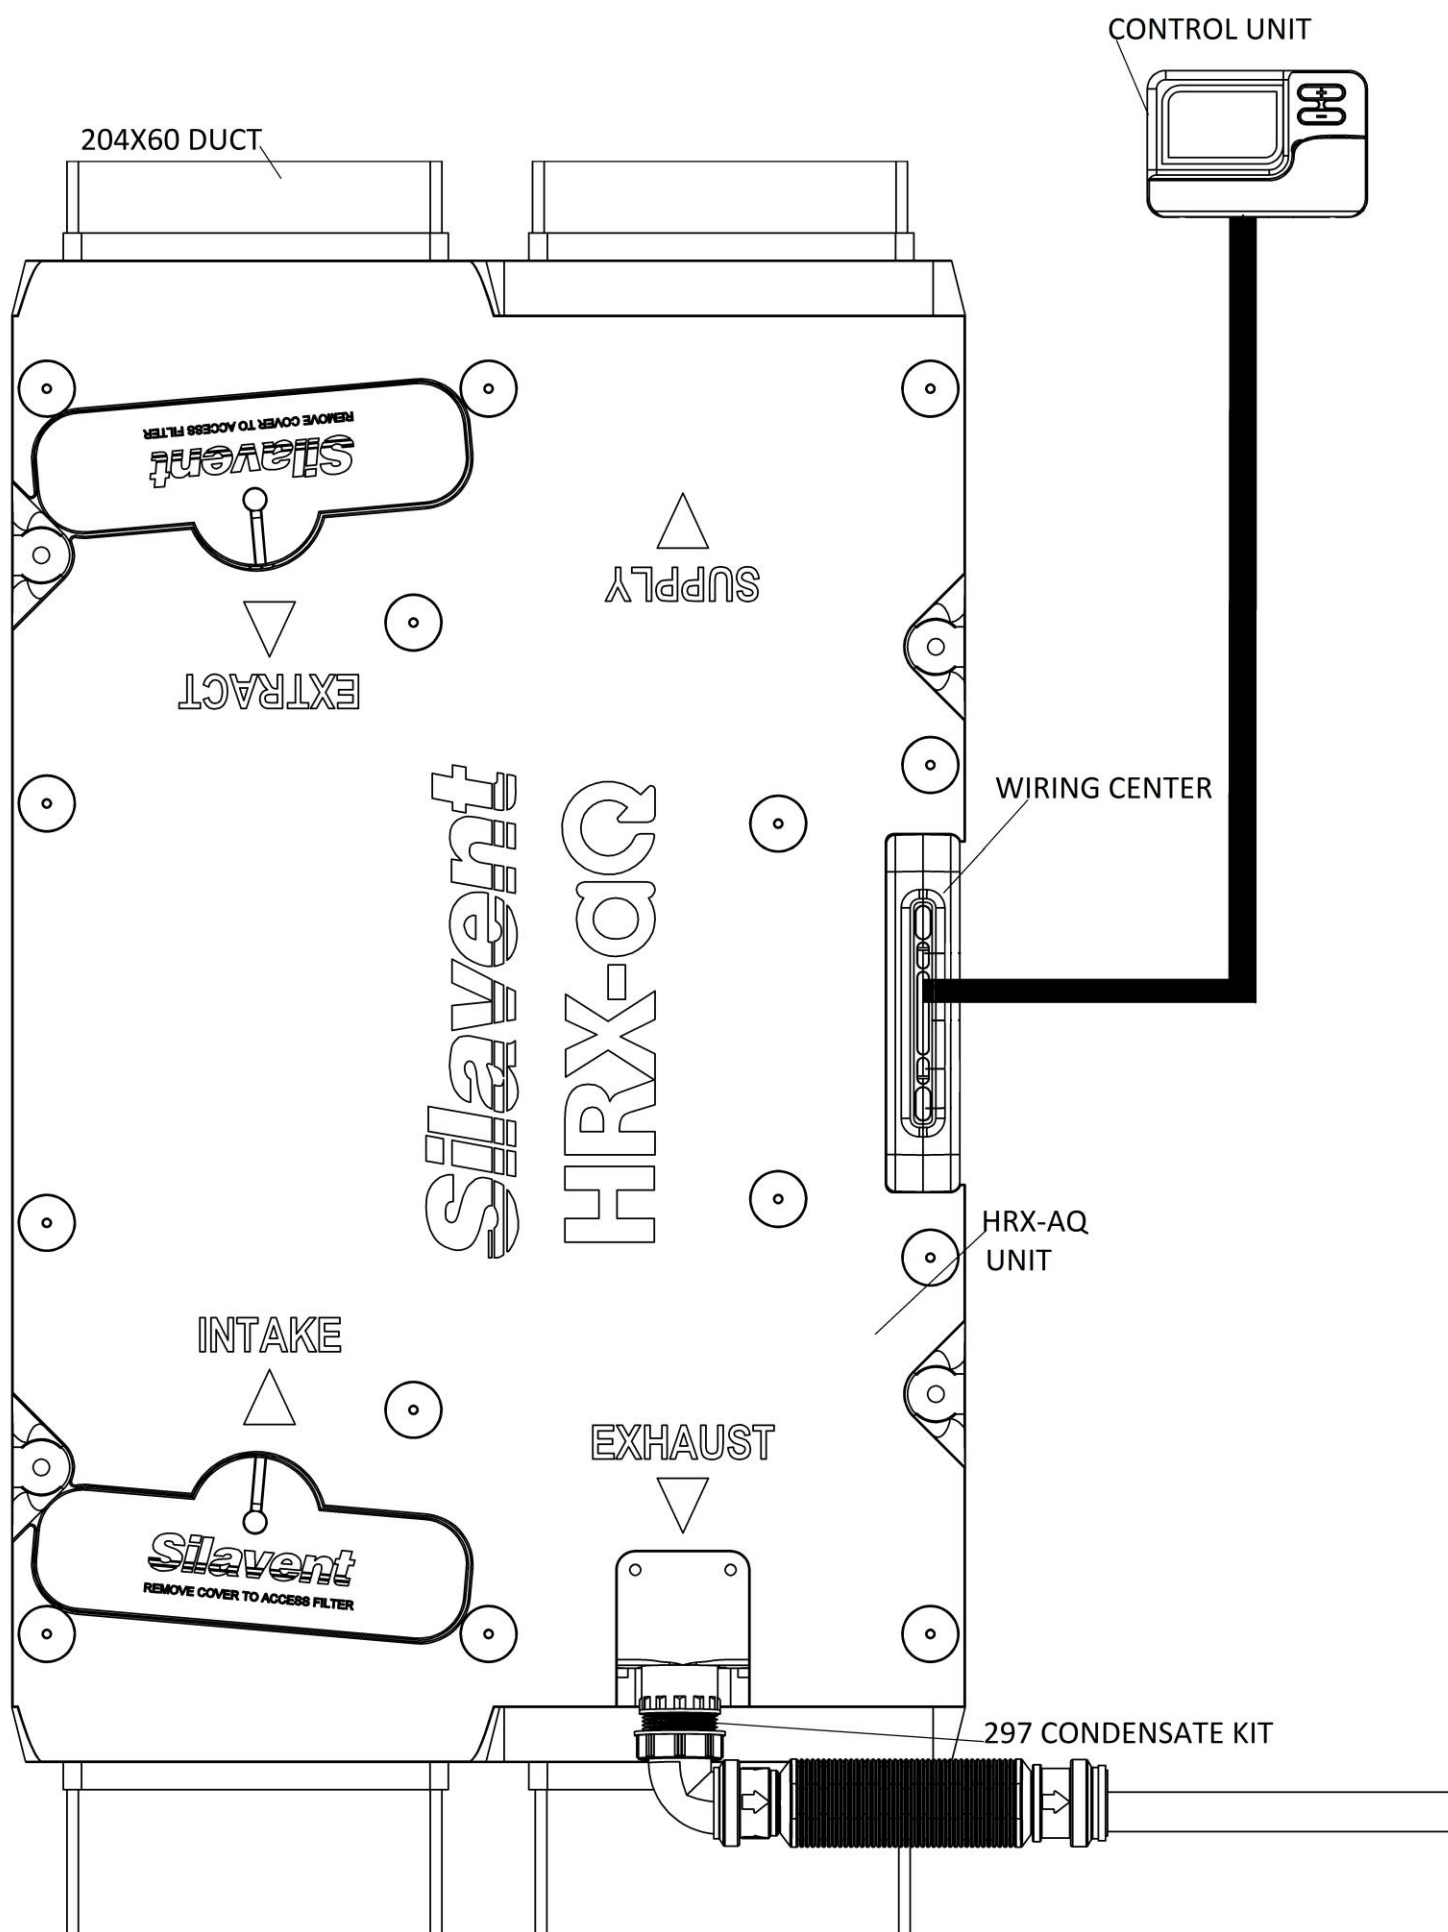 CONTROL UNIT
204X60 DUCT
+
-
REMOVE COVER TO ACCESS FILTER
Silavent
SUPPLY
EXTRACT
WIRING CENTER
Silavent
HRX-aQ
HRX-AQ
UNIT
INTAKE
EXHAUST
Silavent
REMOVE COVER TO ACCESS FILTER
297 CONDENSATE KIT